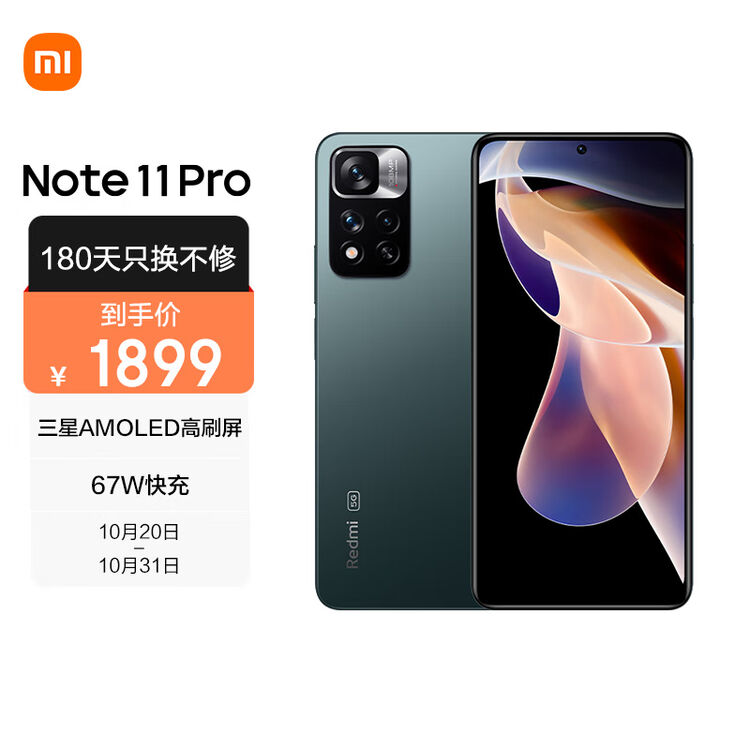 mi
Note 11 Pro
180天只换不修
到手价
¥ 1899
三星AMOLED高刷屏
67W快充
10月20日
–
10月31日
108MP
Redmi 5G